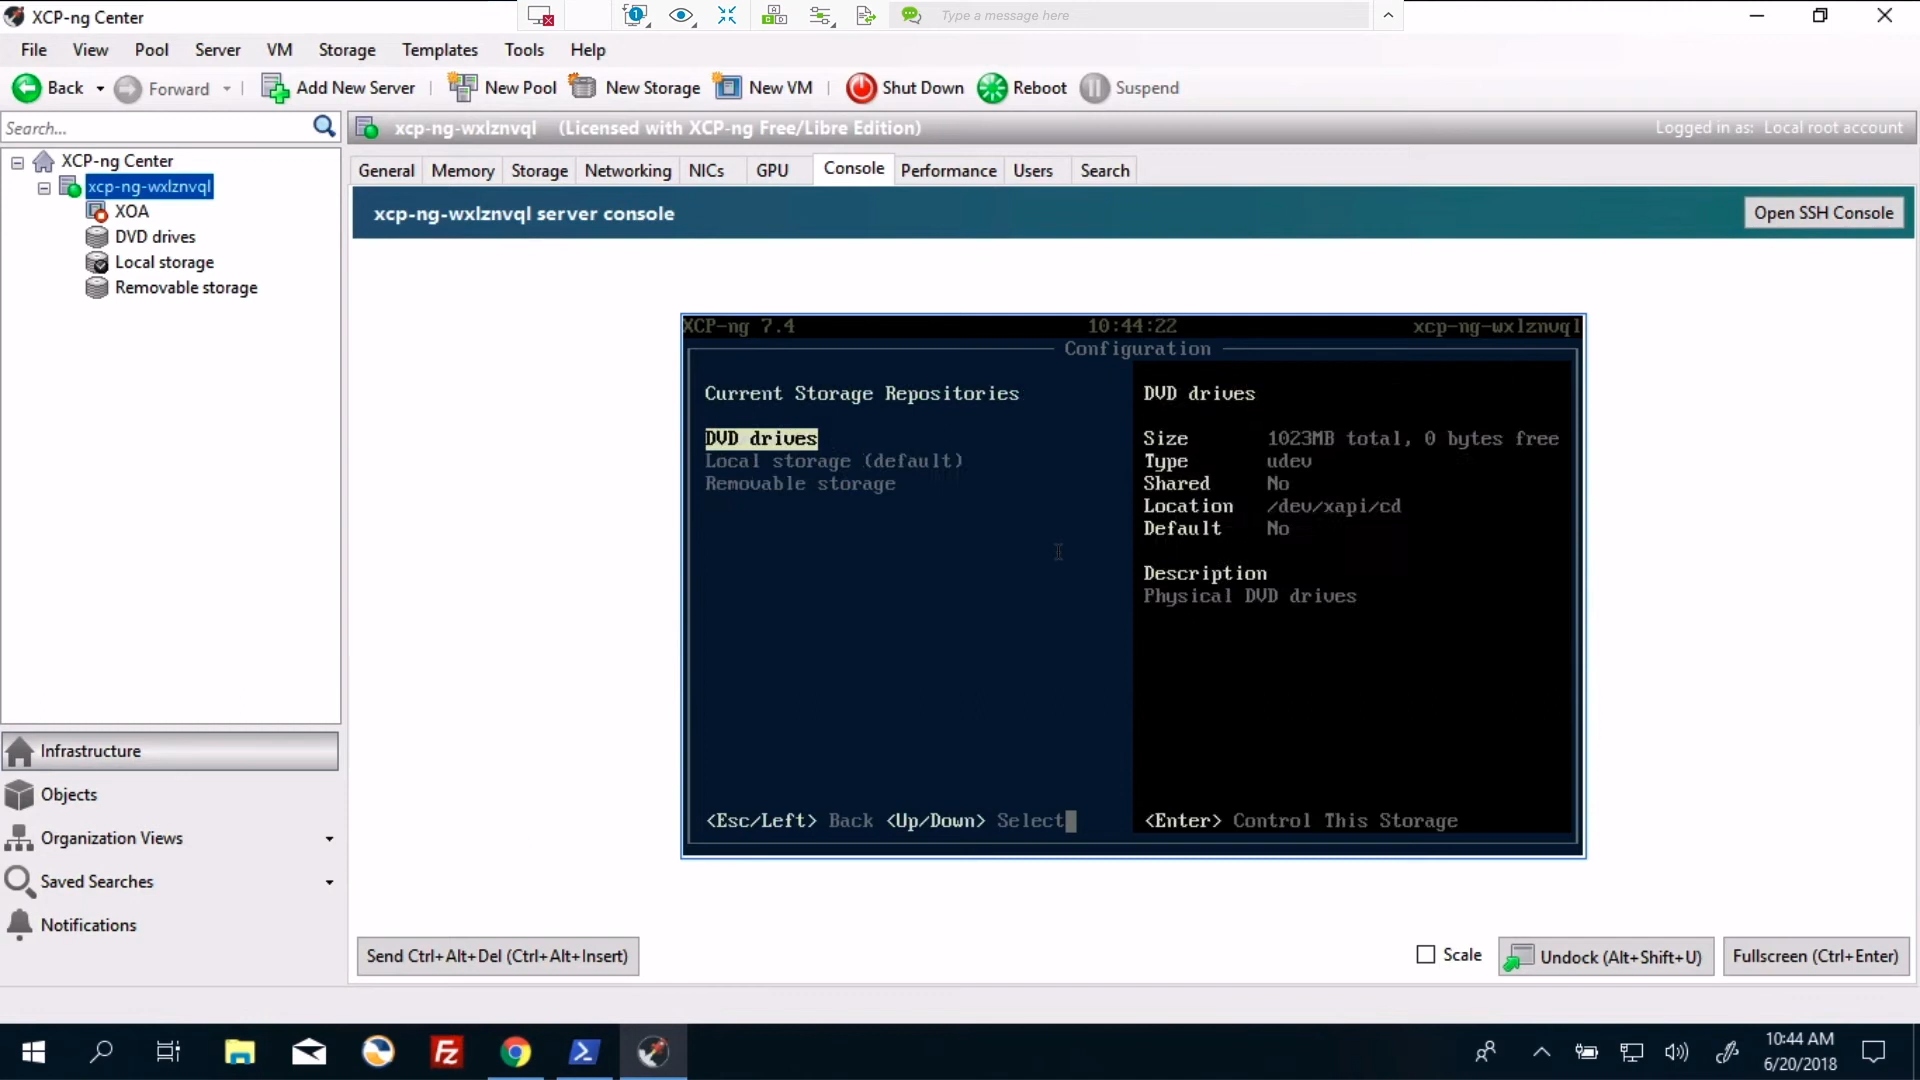 XCP-ng Center
Type a message here
File View Pool Server VM Storage Templates Tools Help
Back Forward Add New Server New Pool New Storage New VM Shut Down Reboot Suspend
Search...
xcp-ng-wxlznvql (Licensed with XCP-ng Free/Libre Edition)
Logged in as: Local root account
XCP-ng Center
xcp-ng-wxlznvql
XOA
DVD drives
Local storage
Removable storage
General Memory Storage Networking NICs GPU Console Performance Users Search
xcp-ng-wxlznvql server console
Open SSH Console
XCP-ng 7.4 10:44:22 xcp-ng-wxlznvql
Configuration
Current Storage Repositories
DVD drives
Local storage (default)
Removable storage
<Esc/Left> Back <Up/Down> Select
DVD drives
Size 1023MB total, 0 bytes free
Type udev
Shared No
Location /dev/xapi/cd
Default No
Description
Physical DVD drives
<Enter> Control This Storage
Infrastructure
Objects
Organization Views
Saved Searches
Notifications
Send Ctrl+Alt+Del (Ctrl+Alt+Insert)
Scale
Undock (Alt+Shift+U)
Fullscreen (Ctrl+Enter)
10:44 AM
6/20/2018